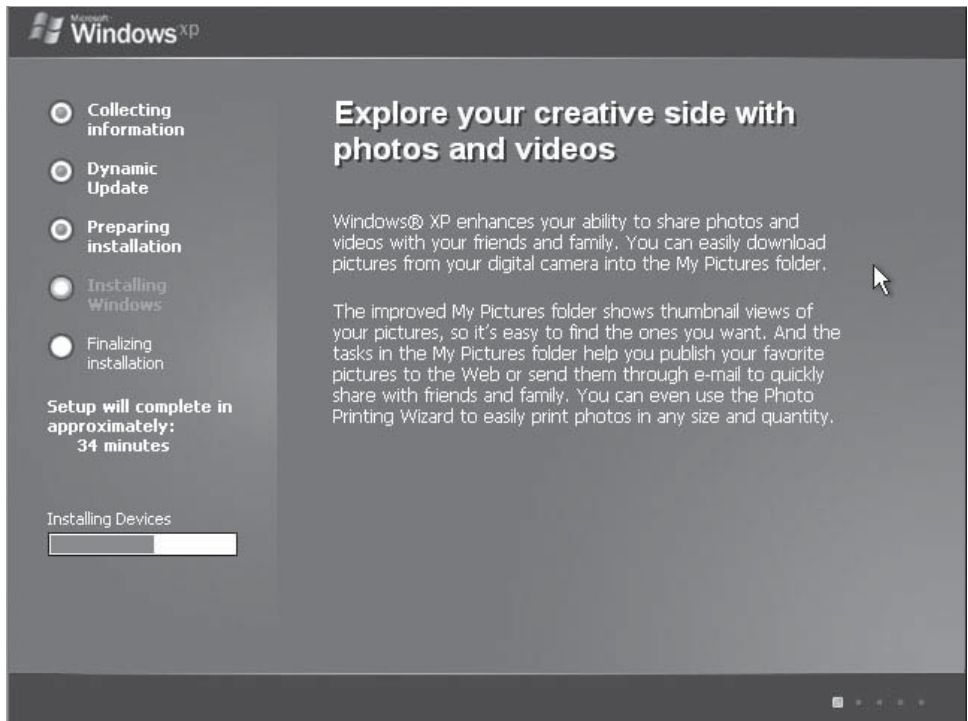 Microsoft
Windows xp
Collecting
information
Dynamic
Update
Preparing
installation
Installing
Windows
Finalizing
installation
Setup will complete in
approximately:
34 minutes
Installing Devices
Explore your creative side with
photos and videos
Windows® XP enhances your ability to share photos and
videos with your friends and family. You can easily download
pictures from your digital camera into the My Pictures folder.
The improved My Pictures folder shows thumbnail views of
your pictures, so it's easy to find the ones you want. And the
tasks in the My Pictures folder help you publish your favorite
pictures to the Web or send them through e-mail to quickly
share with friends and family. You can even use the Photo
Printing Wizard to easily print photos in any size and quantity.